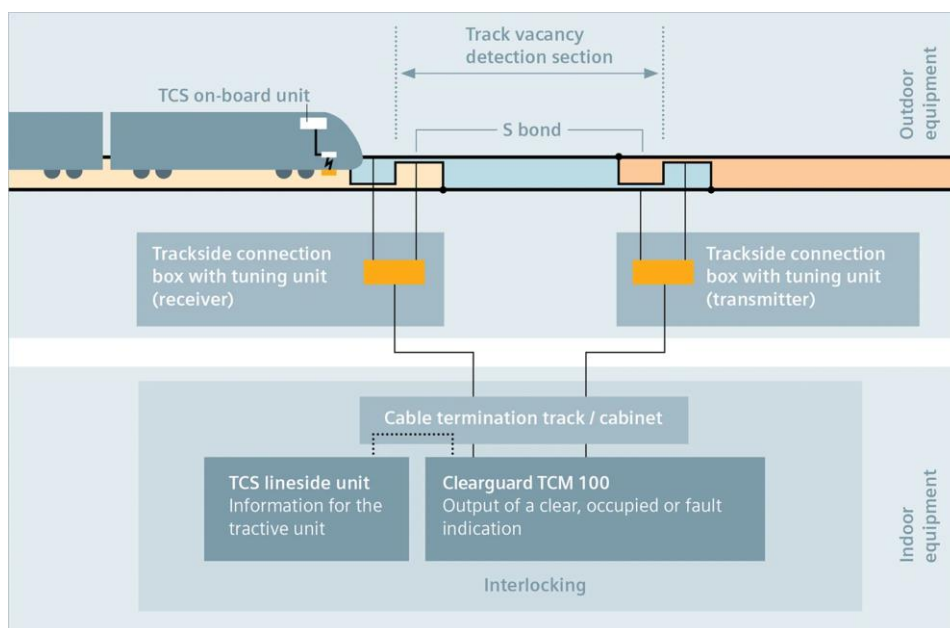 Track vacancy
detection section
Outdoor
equipment
TCS on-board unit
S bond
Trackside connection
box with tuning unit
(receiver)
Trackside connection
box with tuning unit
(transmitter)
Cable termination track / cabinet
TCS lineside unit
Information for the
tractive unit
Clearguard TCM 100
Output of a clear, occupied or fault
indication
Indoor
equipment
Interlocking